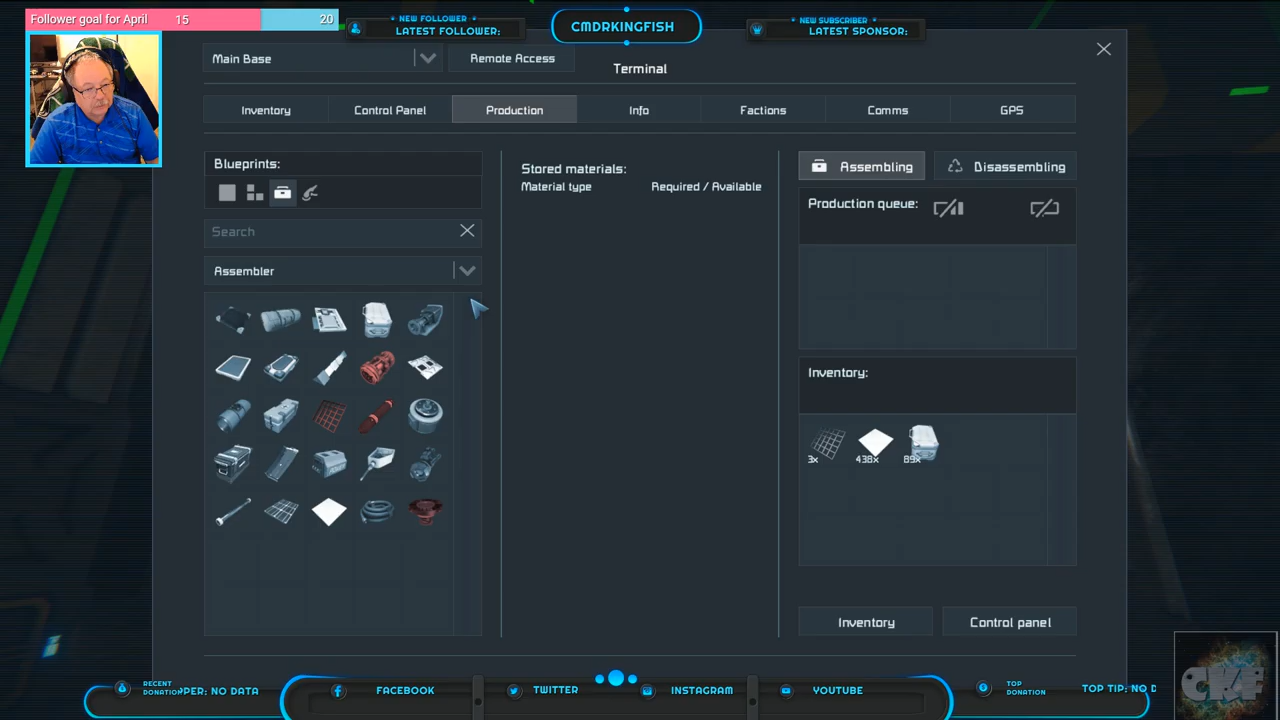 Follower goal for April 15 20
NEW FOLLOWER
LATEST FOLLOWER:
CMDRKINGFISH
NEW SUBSCRIBER
LATEST SPONSOR:
Main Base
Remote Access
Terminal
Inventory
Control Panel
Production
Info
Factions
Comms
GPS
Blueprints:
Search
Assembler
Stored materials:
Material type Required / Available
Assembling
Disassembling
Production queue:
Inventory:
3x
438x
89x
Inventory
Control panel
RECENT
DONATION
PER: NO DATA
FACEBOOK
TWITTER
INSTAGRAM
YOUTUBE
TOP
DONATION
TOP TIP: NO D
CKF